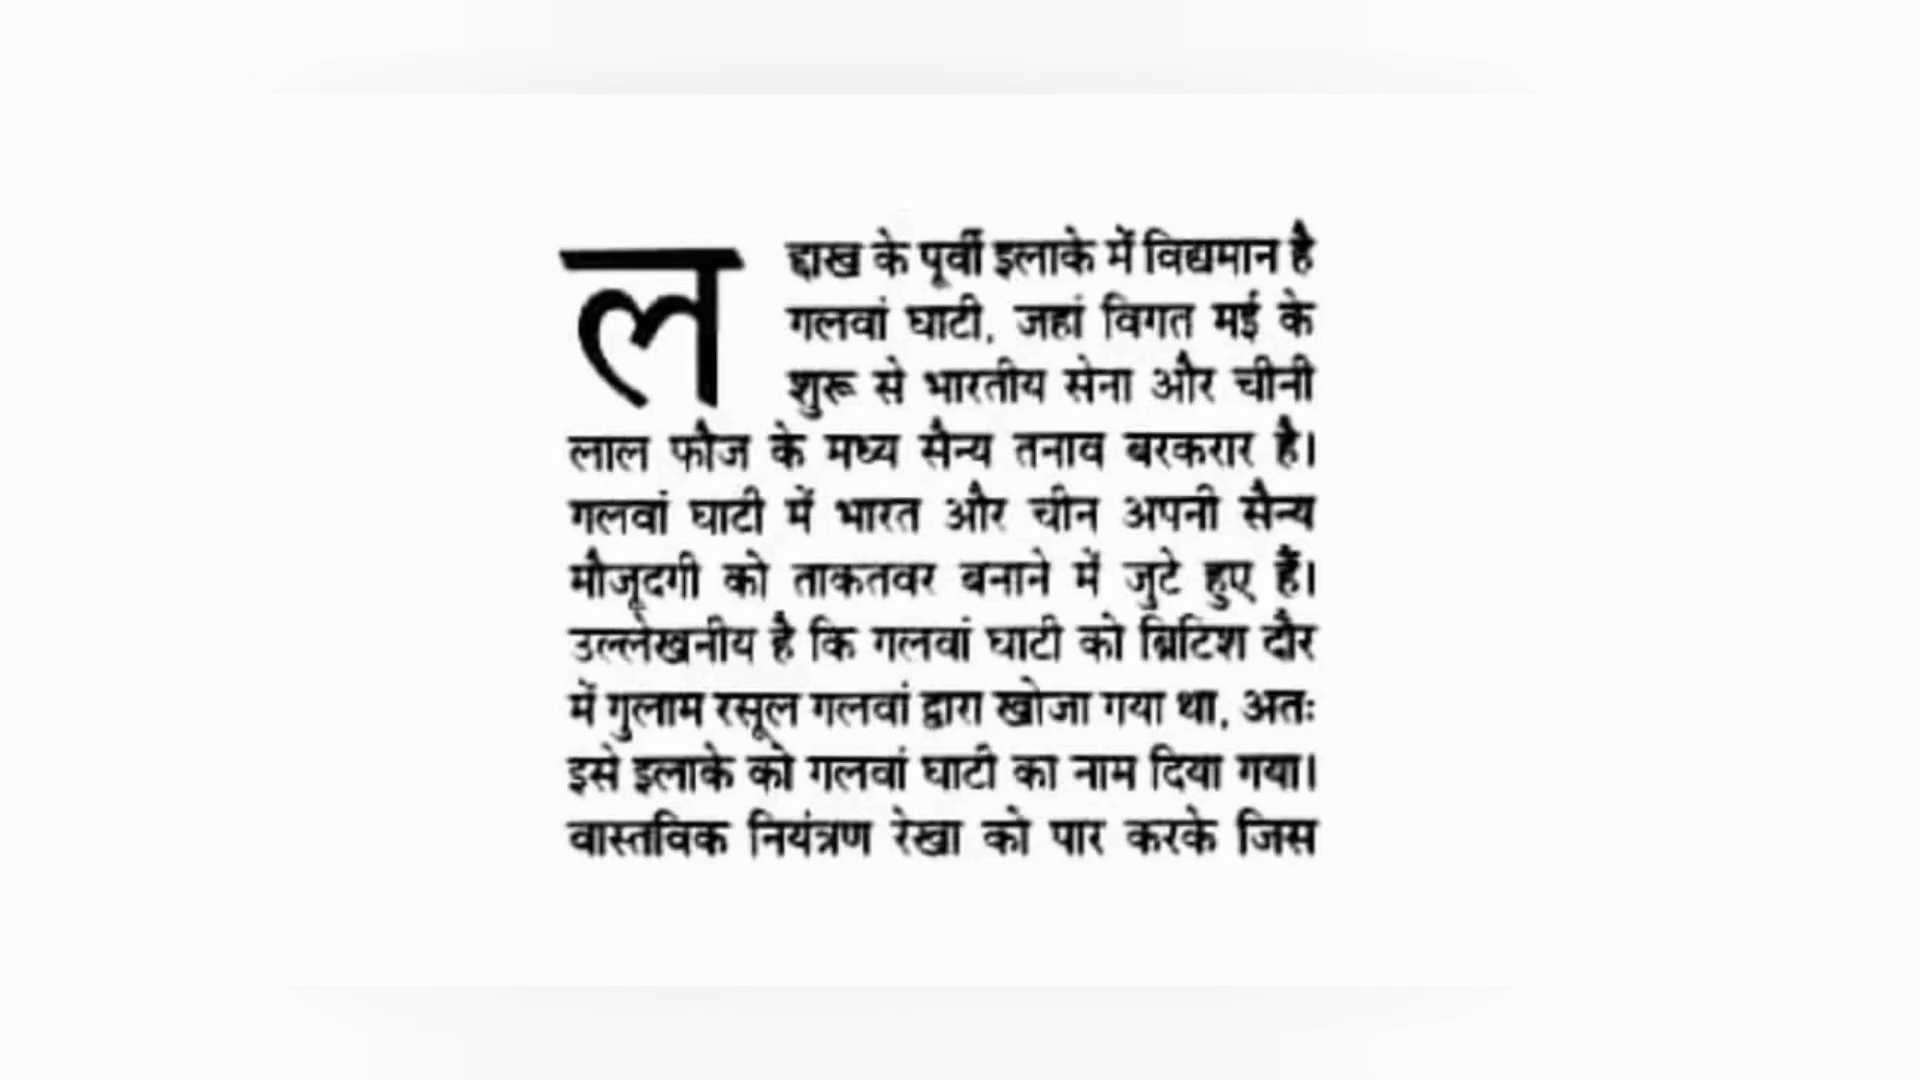 लद्दाख के पूर्वी इलाके में विद्यमान है
गलवां घाटी, जहां विगत मई के
शुरू से भारतीय सेना और चीनी
लाल फौज के मध्य सैन्य तनाव बरकरार है।
गलवां घाटी में भारत और चीन अपनी सैन्य
मौजूदगी को ताकतवर बनाने में जुटे हुए हैं।
उल्लेखनीय है कि गलवां घाटी को ब्रिटिश दौर
में गुलाम रसूल गलवां द्वारा खोजा गया था, अतः
इसे इलाके को गलवां घाटी का नाम दिया गया।
वास्तविक नियंत्रण रेखा को पार करके जिस